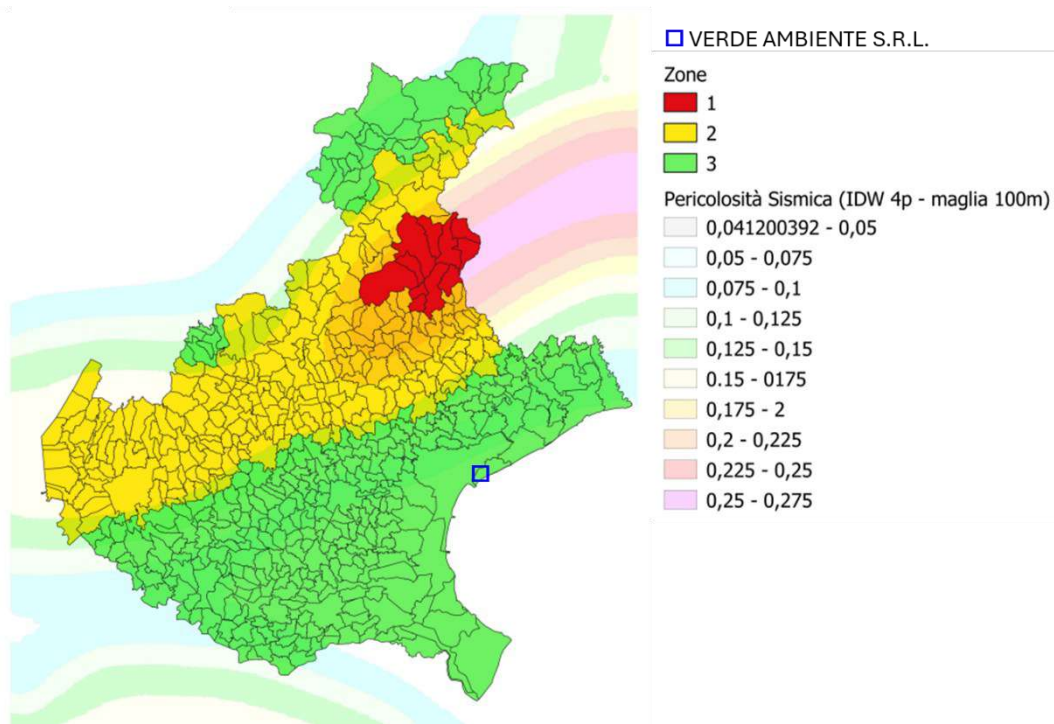 VERDE AMBIENTE S.R.L.
Zone
1
2
3
Pericolosità Sismica (IDW 4p - maglia 100m)
0,041200392 - 0,05
0,05 - 0,075
0,075 - 0,1
0,1 - 0,125
0,125 - 0,15
0.15 - 0175
0,175 - 2
0,2 - 0,225
0,225 - 0,25
0,25 - 0,275